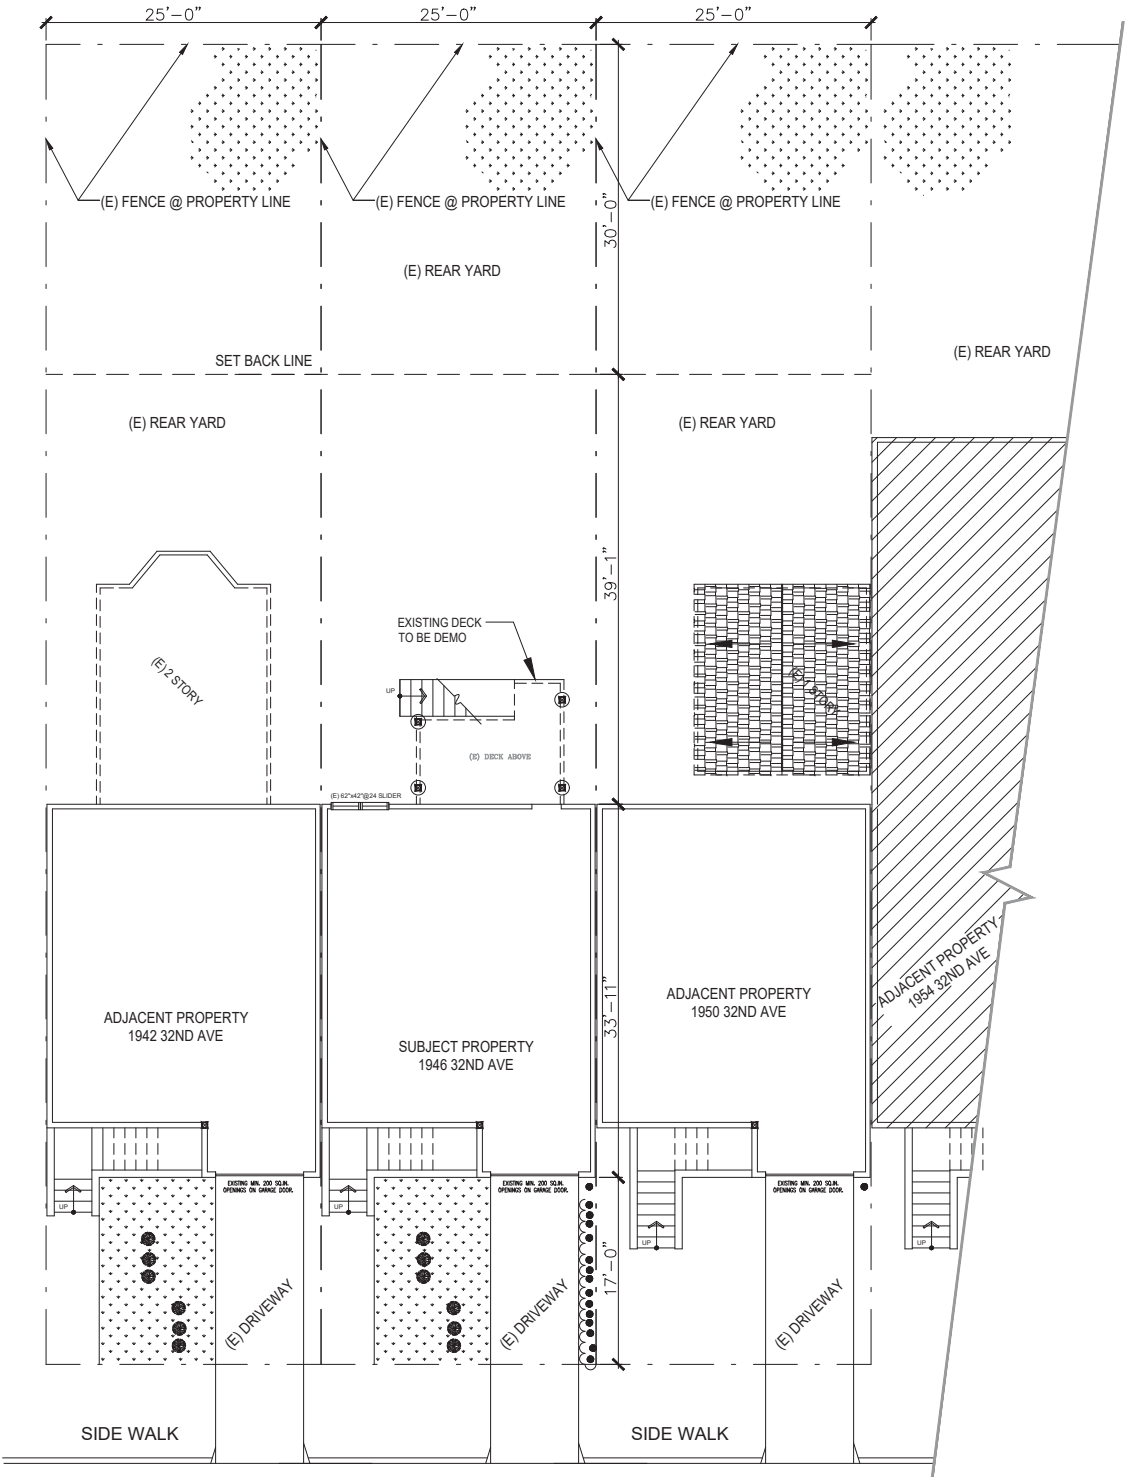 25'-0" 25'-0" 25'-0"
(E) FENCE @ PROPERTY LINE (E) FENCE @ PROPERTY LINE (E) FENCE @ PROPERTY LINE
30'-0"
(E) REAR YARD
(E) REAR YARD
SET BACK LINE
(E) REAR YARD (E) REAR YARD
39'-1"
EXISTING DECK
TO BE DEMO
(E) 2 STORY
(E) 1 STORY
UP
(E) DECK ABOVE
(E) 62"x42"@24 SLIDER
ADJACENT PROPERTY
1954 32ND AVE
33'-11"
ADJACENT PROPERTY
1950 32ND AVE
ADJACENT PROPERTY
1942 32ND AVE
SUBJECT PROPERTY
1946 32ND AVE
EXISTING MIN. 200 SQ.IN.
OPENINGS ON GARAGE DOOR.
EXISTING MIN. 200 SQ.IN.
OPENINGS ON GARAGE DOOR.
EXISTING MIN. 200 SQ.IN.
OPENINGS ON GARAGE DOOR.
UP UP UP UP
17'-0"
(E) DRIVEWAY (E) DRIVEWAY (E) DRIVEWAY
SIDE WALK SIDE WALK